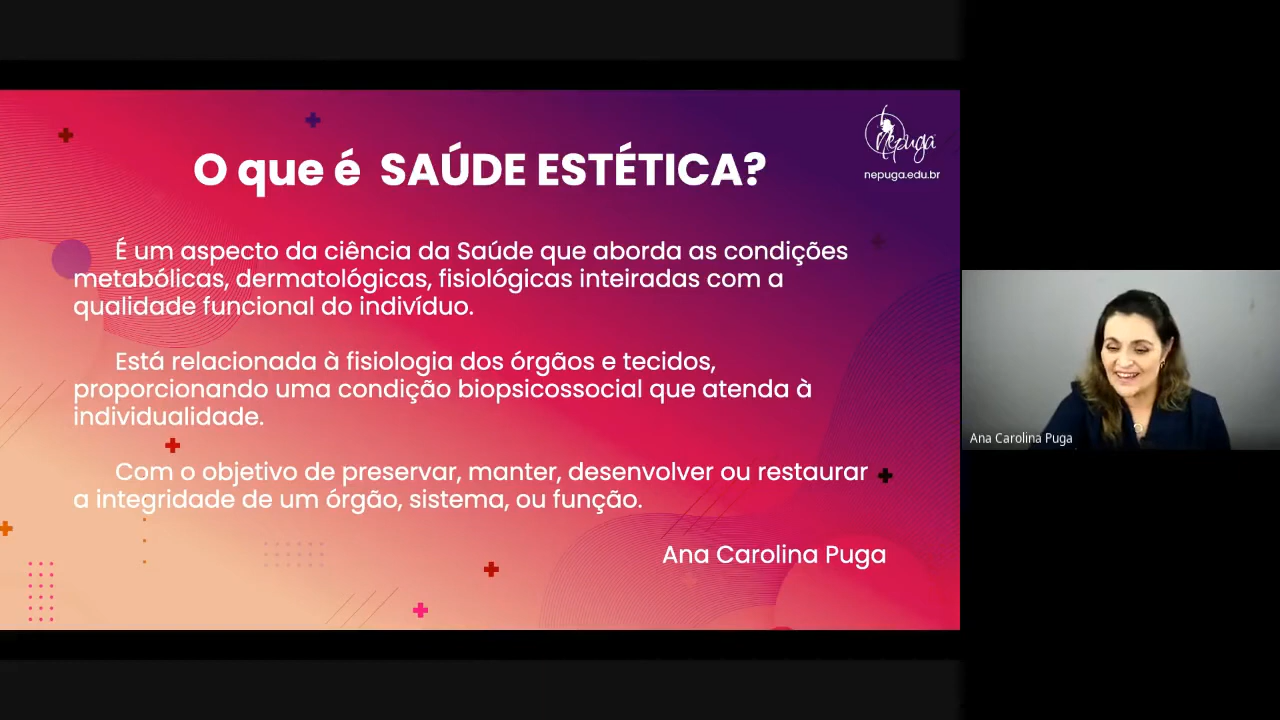 nepuga
nepuga.edu.br
O que é SAÚDE ESTÉTICA?
É um aspecto da ciência da Saúde que aborda as condições
metabólicas, dermatológicas, fisiológicas inteiradas com a
qualidade funcional do indivíduo.
Está relacionada à fisiologia dos órgãos e tecidos,
proporcionando uma condição biopsicossocial que atenda à
individualidade.
Com o objetivo de preservar, manter, desenvolver ou restaurar
a integridade de um órgão, sistema, ou função.
Ana Carolina Puga
Ana Carolina Puga